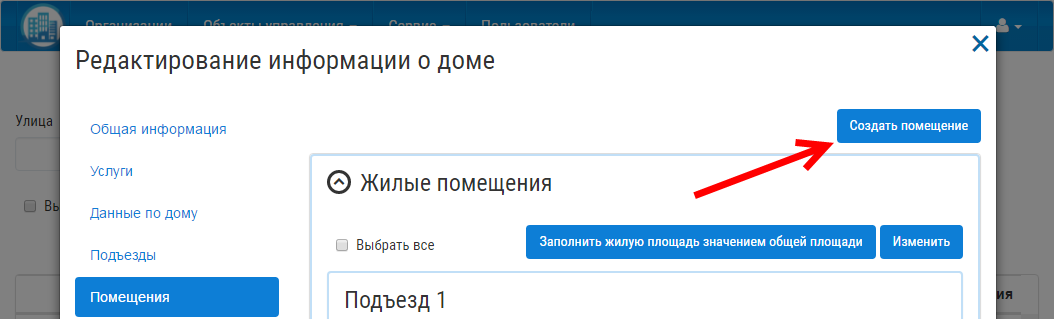 Организации Объекты управления Сервис Пользователи
Редактирование информации о доме
Улица
Общая информация
Создать помещение
Услуги
Жилые помещения
Данные по дому
Вы
Подъезды
Выбрать все
Заполнить жилую площадь значением общей площади
Изменить
Помещения
Подъезд 1
ия